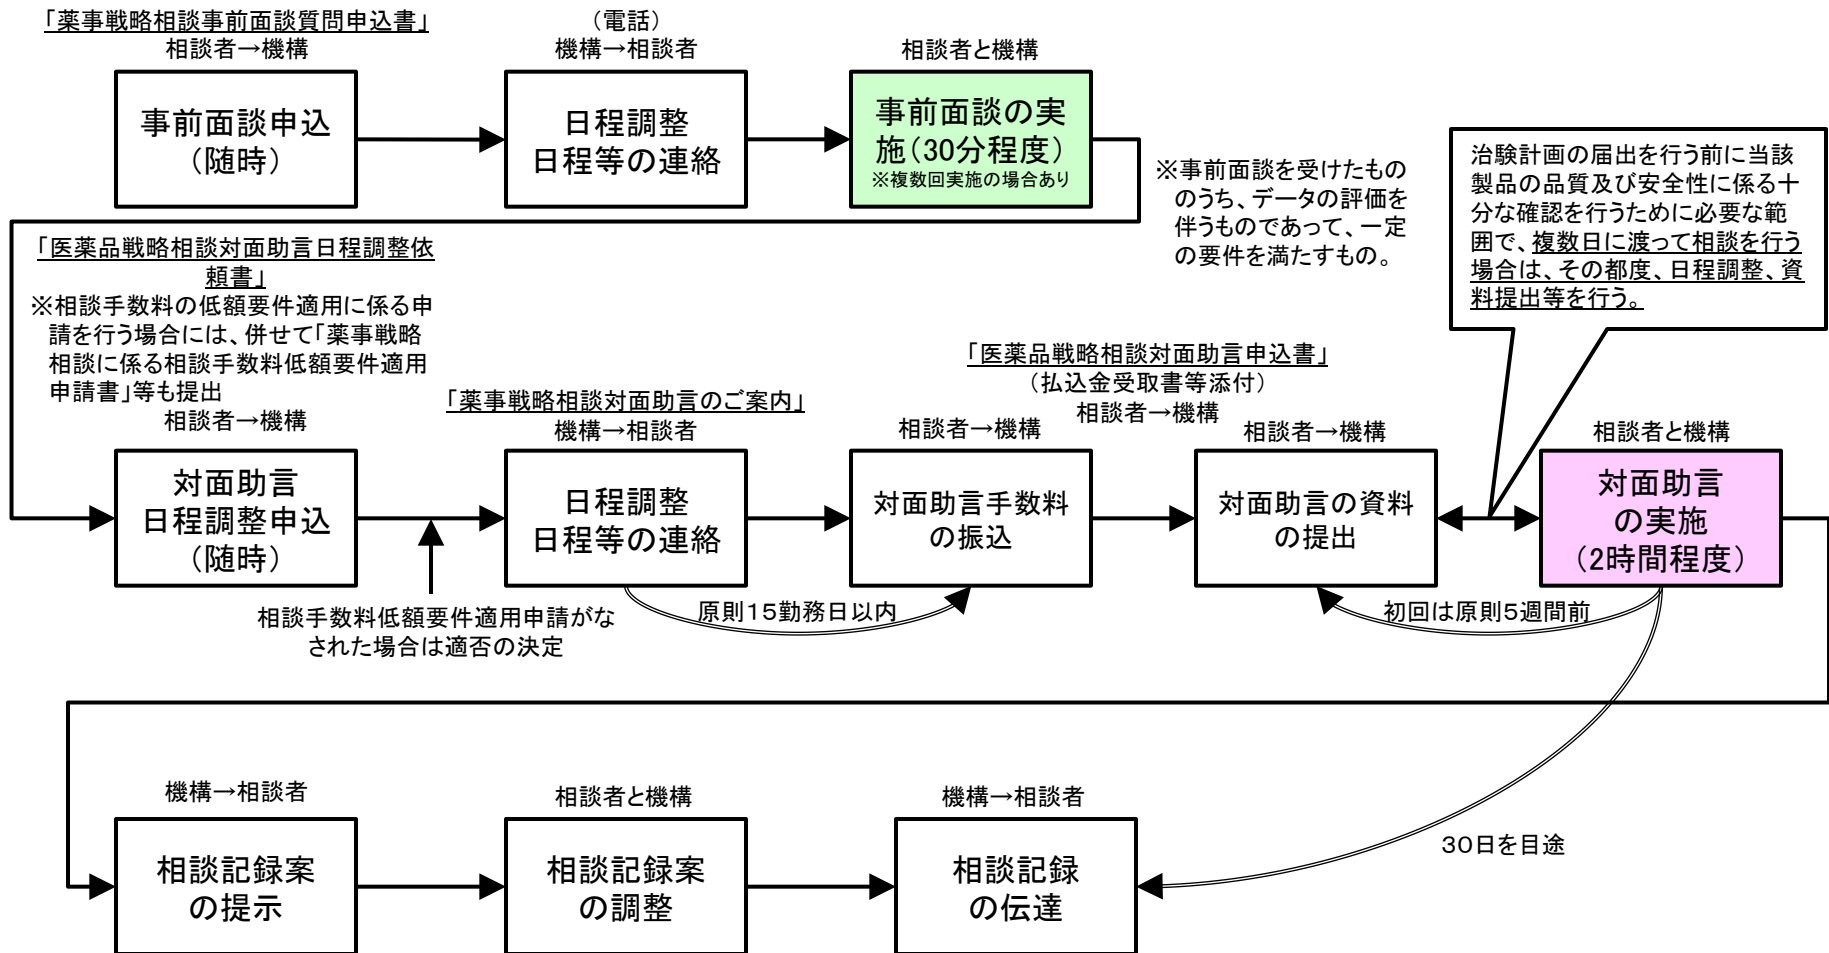 「薬事戦略相談事前面談質問申込書」
相談者→機構
事前面談申込
（随時）
（電話）
機構→相談者
日程調整
日程等の連絡
相談者と機構
事前面談の実
施（30分程度）
※複数回実施の場合あり
※事前面談を受けたもの
のうち、データの評価を
伴うものであって、一定
の要件を満たすもの。
治験計画の届出を行う前に当該
製品の品質及び安全性に係る十
分な確認を行うために必要な範
囲で、複数日に渡って相談を行う
場合は、その都度、日程調整、資
料提出等を行う。
「医薬品戦略相談対面助言日程調整依
頼書」
※相談手数料の低額要件適用に係る申
請を行う場合には、併せて「薬事戦略
相談に係る相談手数料低額要件適用
申請書」等も提出
相談者→機構
対面助言
日程調整申込
（随時）
相談手数料低額要件適用申請がな
された場合は適否の決定
「薬事戦略相談対面助言のご案内」
機構→相談者
日程調整
日程等の連絡
原則１５勤務日以内
相談者→機構
対面助言手数料
の振込
「医薬品戦略相談対面助言申込書」
（払込金受取書等添付）
相談者→機構
相談者→機構
対面助言の資料
の提出
初回は原則５週間前
相談者と機構
対面助言
の実施
（2時間程度）
機構→相談者
相談記録案
の提示
相談者と機構
相談記録案
の調整
機構→相談者
相談記録
の伝達
３０日を目途